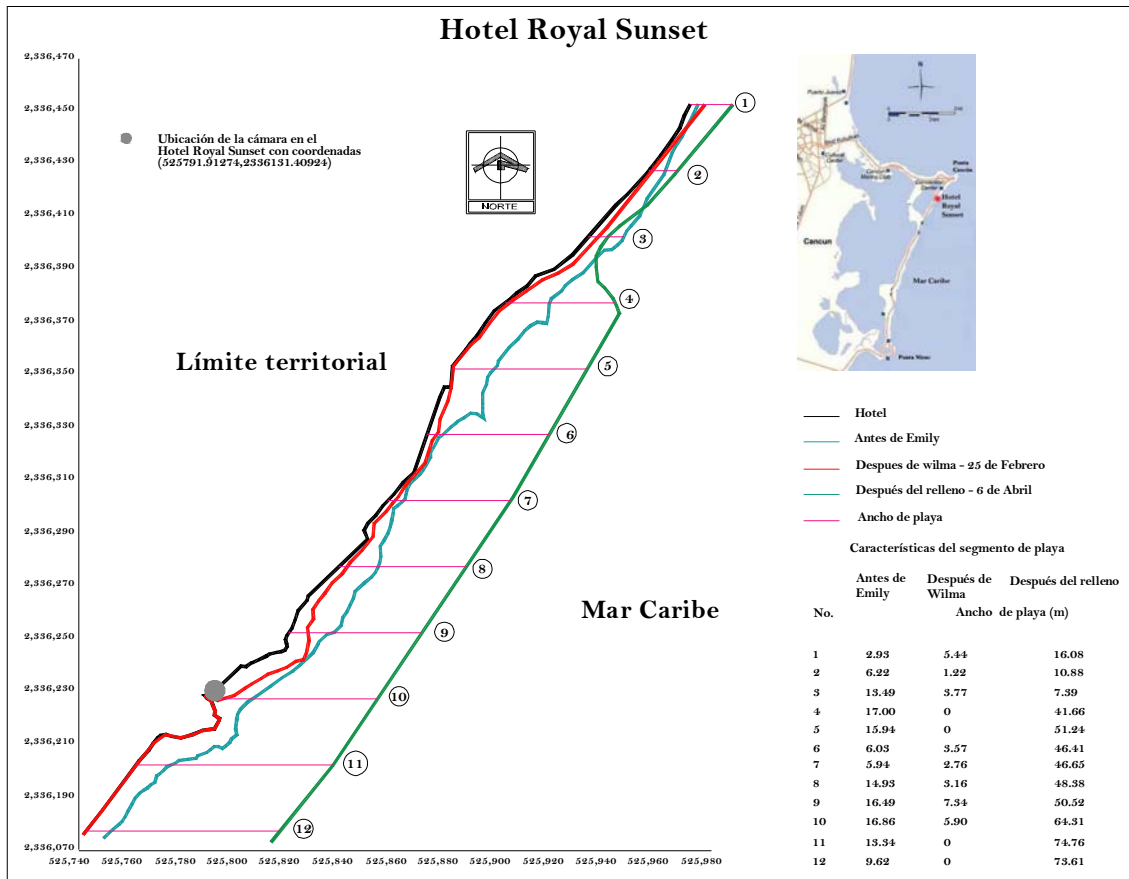 Hotel Royal Sunset
2,336,470
2,336,450
2,336,430
2,336,410
2,336,390
2,336,370
2,336,350
2,336,330
2,336,310
2,336,290
2,336,270
2,336,250
2,336,230
2,336,210
2,336,190
2,336,070
525,740 525,760 525,780 525,800 525,820 525,840 525,860 525,880 525,900 525,920 525,940 525,960 525,980
Ubicación de la cámara en el
Hotel Royal Sunset con coordenadas
(525791.91274,2336131.40924)
NORTE
Límite territorial
Mar Caribe
1
2
3
4
5
6
7
8
9
10
11
12
N
Puerto Juarez
Cultural
Center
Convention
Center
Punta
Cancún
Hotel
Royal
Sunset
Cancun
Mar Caribe
Punta Nizuc
Hotel
Antes de Emily
Despues de wilma - 25 de Febrero
Después del relleno - 6 de Abril
Ancho de playa
Características del segmento de playa
Antes de Después de Después del relleno
Emily Wilma
No. Ancho de playa (m)
1 2.93 5.44 16.08
2 6.22 1.22 10.88
3 13.49 3.77 7.39
4 17.00 0 41.66
5 15.94 0 51.24
6 6.03 3.57 46.41
7 5.94 2.76 46.65
8 14.93 3.16 48.38
9 16.49 7.34 50.52
10 16.86 5.90 64.31
11 13.34 0 74.76
12 9.62 0 73.61